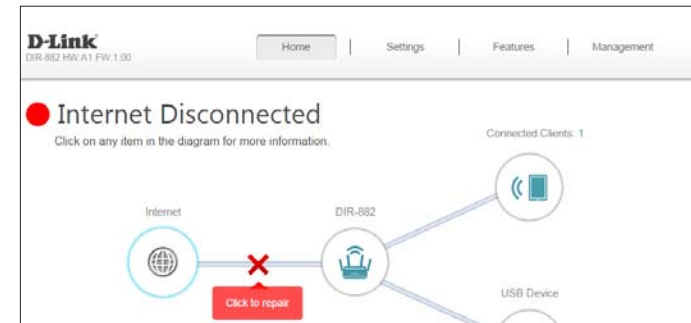 D-Link
DIR-882 HW:A1 FW:1.00
Home | Settings | Features | Management
Internet Disconnected
Click on any item in the diagram for more information.
Connected Clients: 1
Internet
DIR-882
Click to repair
USB Device